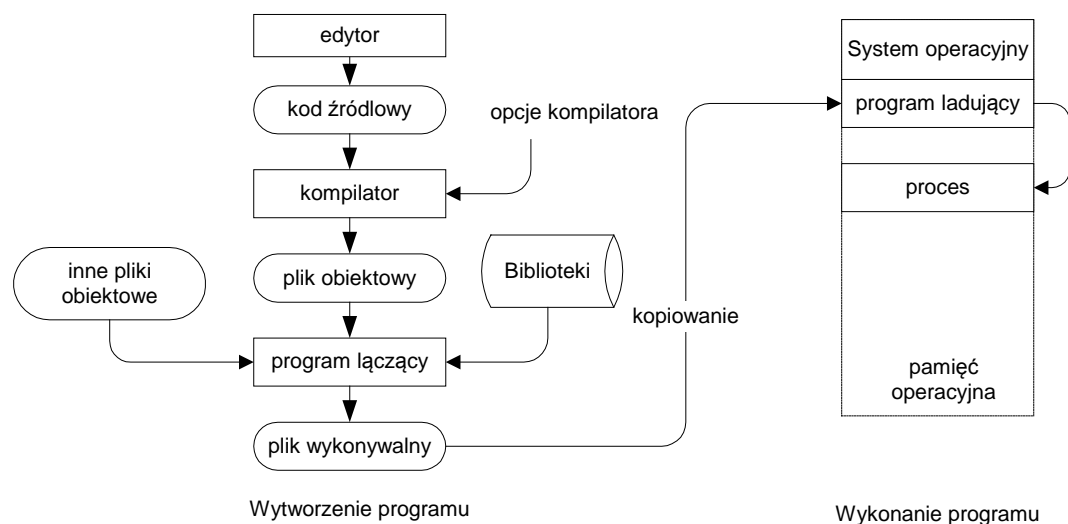 edytor
kod źródlowy
opcje kompilatora
kompilator
plik obiektowy
inne pliki
obiektowe
Biblioteki
program lączący
plik wykonywalny
kopiowanie
Wytworzenie programu
System operacyjny
program ladujący
proces
pamięć
operacyjna
Wykonanie programu